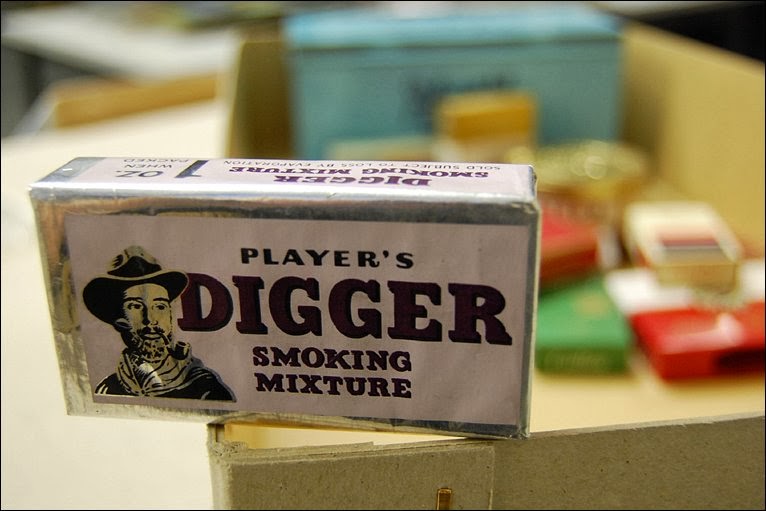 1 OZ.
WHEN
PACKED
SOLD SUBJECT TO LOSS BY EVAPORATION
DIGGER
SMOKING MIXTURE
PLAYER'S
DIGGER
SMOKING
MIXTURE